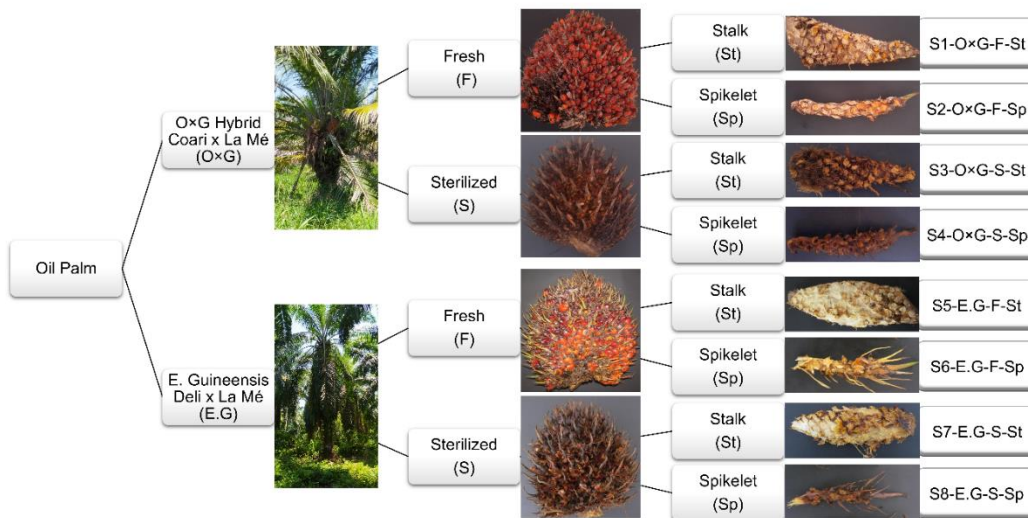 Oil Palm
O×G Hybrid
Coari x La Mé
(O×G)
Fresh
(F)
Stalk
(St)
S1-O×G-F-St
Spikelet
(Sp)
S2-O×G-F-Sp
Sterilized
(S)
Stalk
(St)
S3-O×G-S-St
Spikelet
(Sp)
S4-O×G-S-Sp
E. Guineensis
Deli x La Mé
(E.G)
Fresh
(F)
Stalk
(St)
S5-E.G-F-St
Spikelet
(Sp)
S6-E.G-F-Sp
Sterilized
(S)
Stalk
(St)
S7-E.G-S-St
Spikelet
(Sp)
S8-E.G-S-Sp